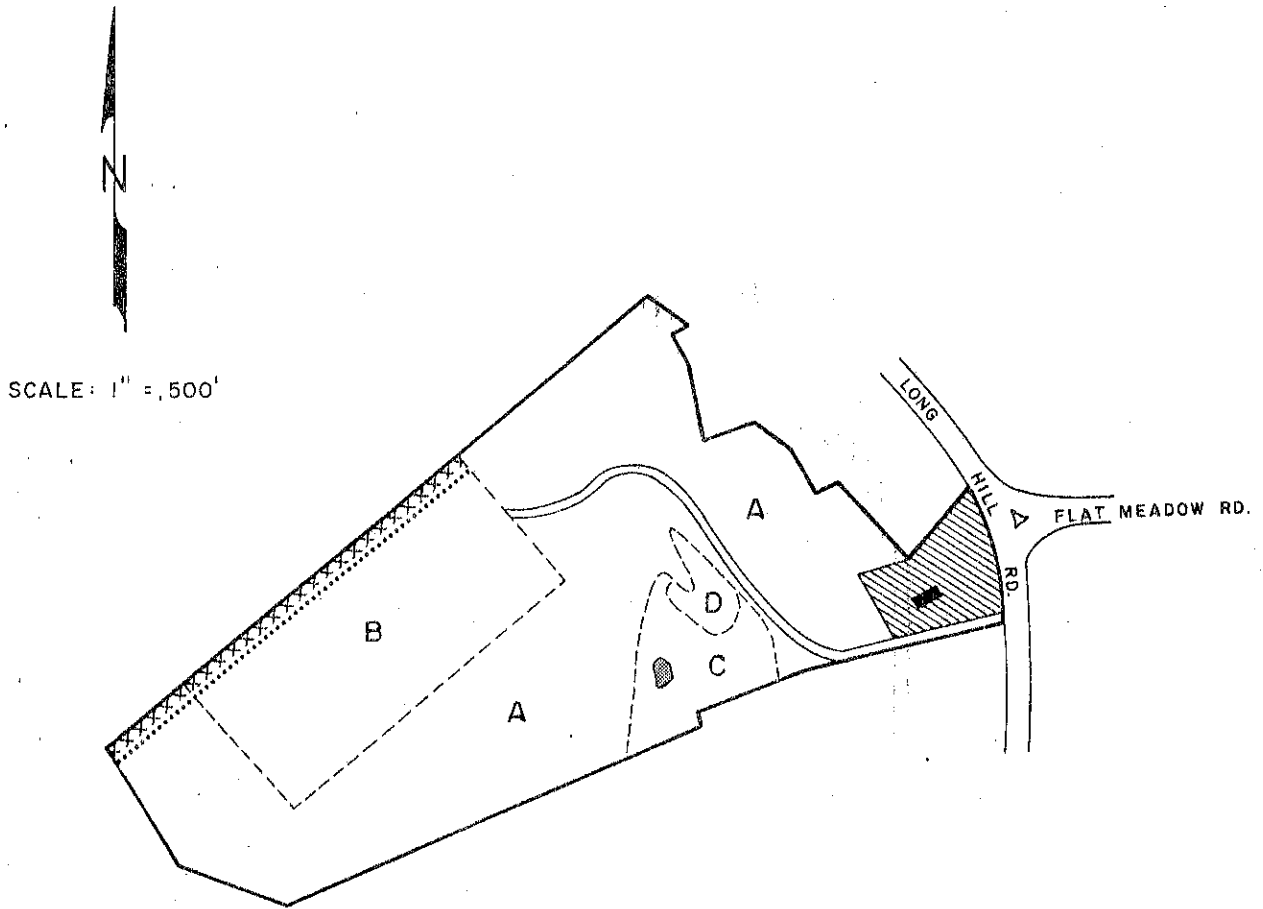 N
SCALE: 1" = 500'
LONG
HILL
RD.
FLAT MEADOW RD.
A
B
D
C
A